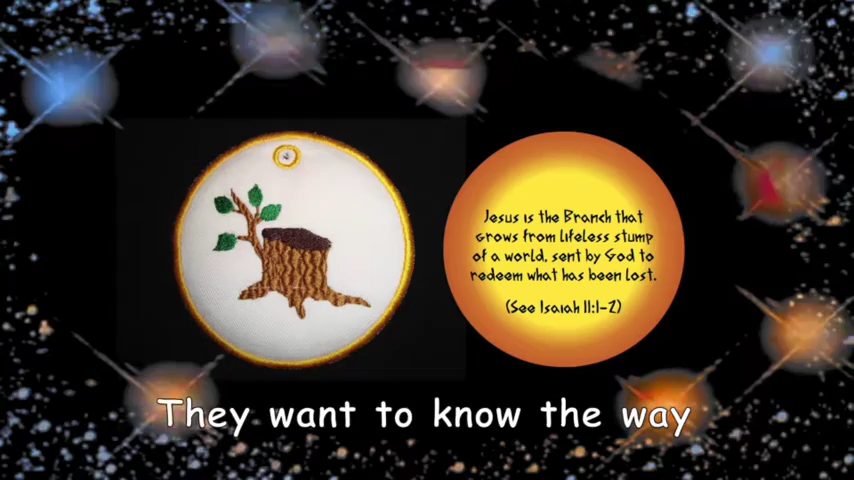 Jesus is the Branch that
grows from lifeless stump
of a world, sent by God to
redeem what has been lost.
(See Isaiah 11:1-2)
They want to know the way